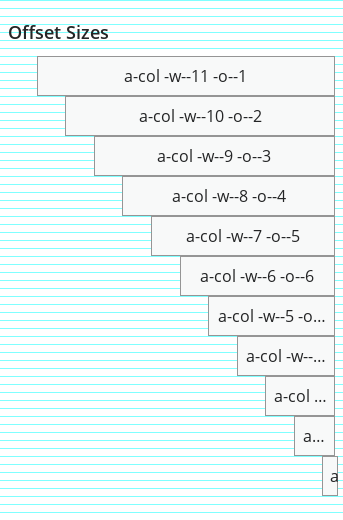 Offset Sizes
a-col -w--11 -o--1
a-col -w--10 -o--2
a-col -w--9 -o--3
a-col -w--8 -o--4
a-col -w--7 -o--5
a-col -w--6 -o--6
a-col -w--5 -o...
a-col -w--...
a-col ...
a...
a